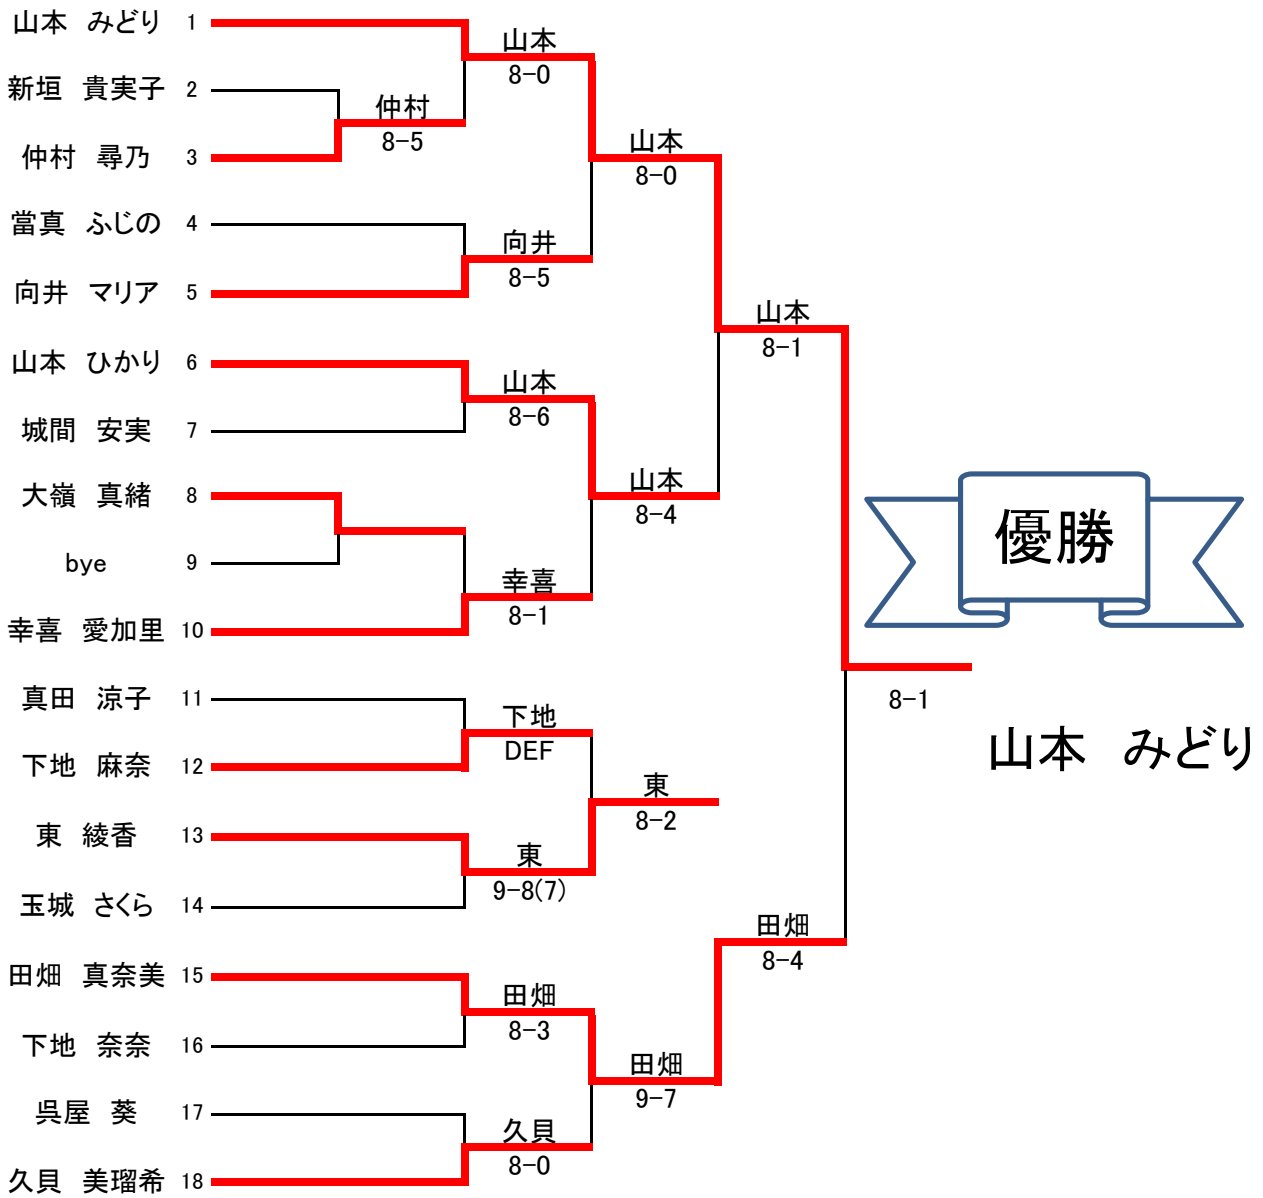 山本　みどり 1
新垣　貴実子 2
仲村　尋乃 3
當真　ふじの 4
向井　マリア 5
山本　ひかり 6
城間　安実 7
大嶺　真緒 8
bye 9
幸喜　愛加里 10
真田　涼子 11
下地　麻奈 12
東　綾香 13
玉城　さくら 14
田畑　真奈美 15
下地　奈奈 16
呉屋　葵 17
久貝　美瑠希 18
仲村
8-5
山本
8-0
向井
8-5
山本
8-6
幸喜
8-1
下地
DEF
東
9-8(7)
田畑
8-3
久貝
8-0
山本
8-0
山本
8-4
東
8-2
田畑
9-7
山本
8-1
田畑
8-4
優勝
8-1
山本　みどり